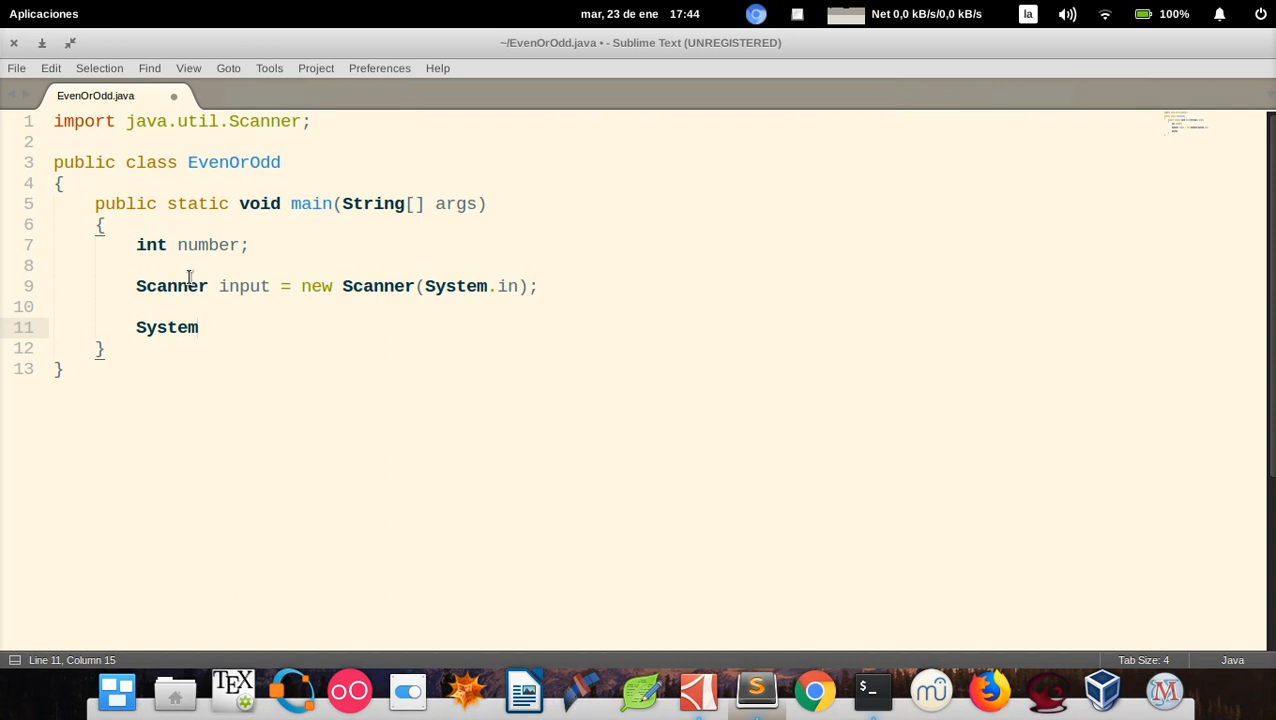 Aplicaciones mar, 23 de ene 17:44 Net 0,0 kB/s/0,0 kB/s la 100%
~/EvenOrOdd.java • - Sublime Text (UNREGISTERED)
File Edit Selection Find View Goto Tools Project Preferences Help
EvenOrOdd.java
1 import java.util.Scanner;
2
3 public class EvenOrOdd
4 {
5 public static void main(String[] args)
6 {
7 int number;
8
9 Scanner input = new Scanner(System.in);
10
11 System
12 }
13 }
Line 11, Column 15 Tab Size: 4 Java
TEX S >_ mü M